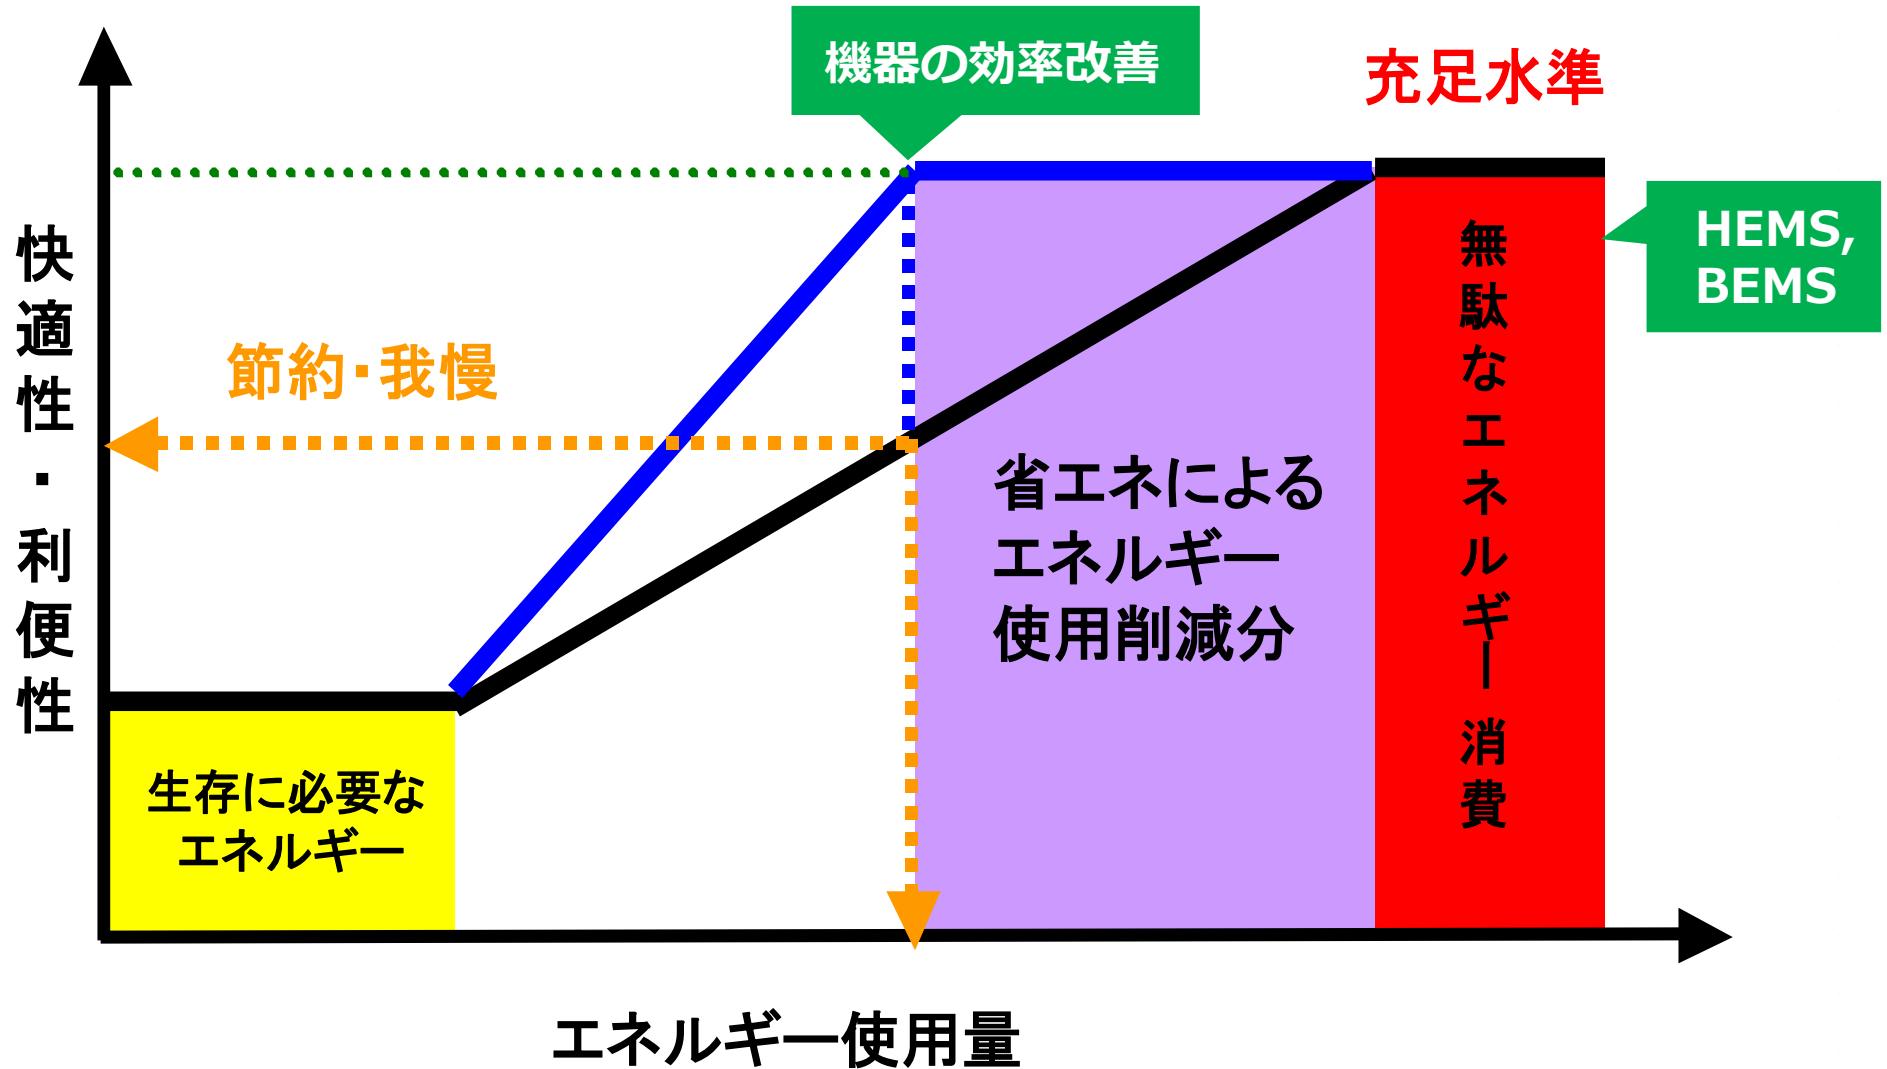 機器の効率改善
充足水準
HEMS,
BEMS
快適性・利便性
節約・我慢
無駄なエネルギー消費
省エネによる
エネルギー
使用削減分
生存に必要な
エネルギー
エネルギー使用量